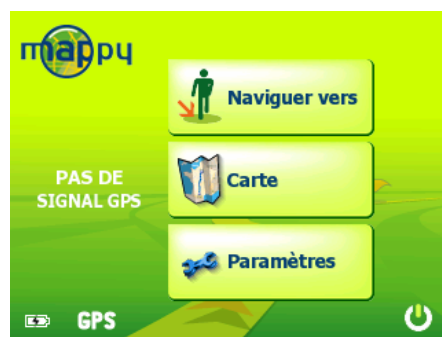 mappy
Naviguer vers
PAS DE
SIGNAL GPS
Carte
Paramètres
GPS